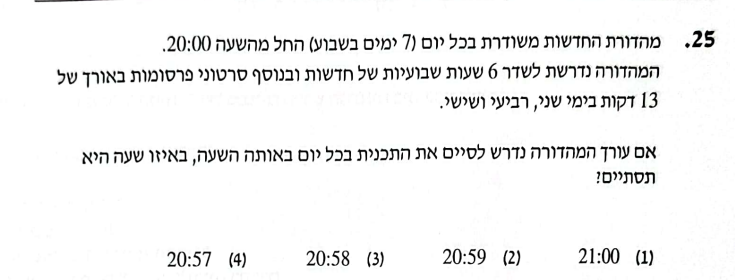 25. מהדורת החדשות משודרת בכל יום (7 ימים בשבוע) החל מהשעה 20:00.
המהדורה נדרשת לשדר 6 שעות שבועיות של חדשות ובנוסף סרטוני פרסומות באורך של
13 דקות בימי שני, רביעי ושישי.
אם עורך המהדורה נדרש לסיים את התכנית בכל יום באותה השעה, באיזו שעה היא
תסתיים?
(1) 21:00 (2) 20:59 (3) 20:58 (4) 20:57